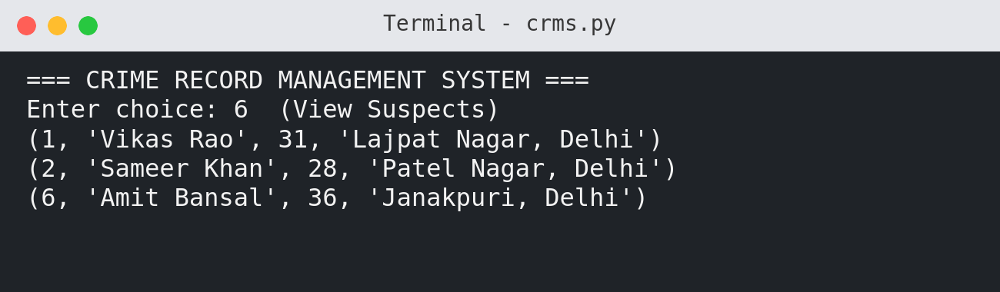 Terminal - crms.py
=== CRIME RECORD MANAGEMENT SYSTEM ===
Enter choice: 6  (View Suspects)
(1, 'Vikas Rao', 31, 'Lajpat Nagar, Delhi')
(2, 'Sameer Khan', 28, 'Patel Nagar, Delhi')
(6, 'Amit Bansal', 36, 'Janakpuri, Delhi')